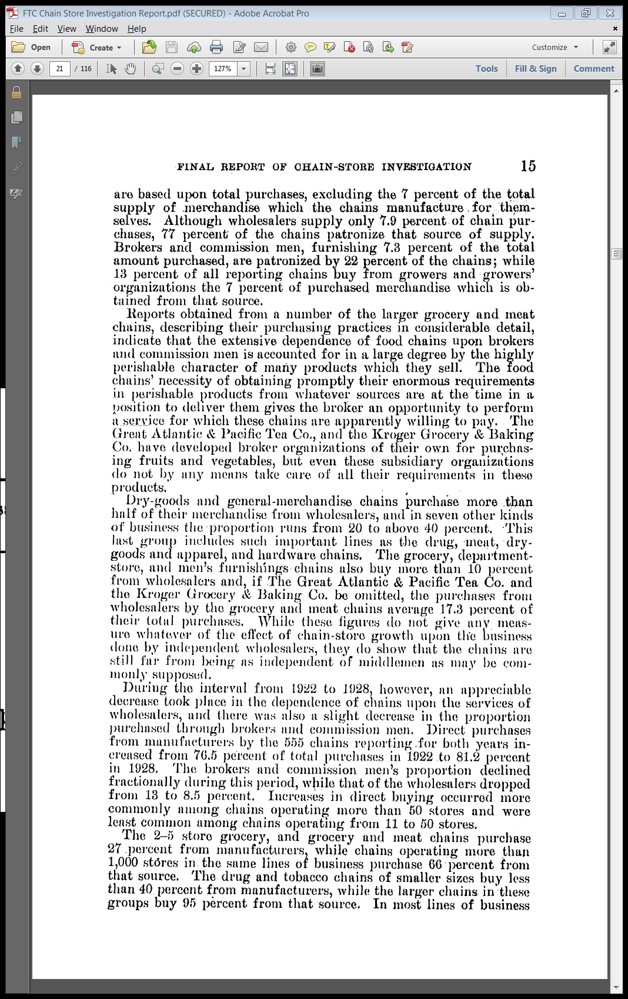 FTC Chain Store Investigation Report.pdf (SECURED) - Adobe Acrobat Pro
File Edit View Window Help
Open Create Customize
21 / 116 127% Tools Fill & Sign Comment
FINAL REPORT OF CHAIN-STORE INVESTIGATION 15
are based upon total purchases, excluding the 7 percent of the total
supply of merchandise which the chains manufacture for them-
selves. Although wholesalers supply only 7.9 percent of chain pur-
chases, 77 percent of the chains patronize that source of supply.
Brokers and commission men, furnishing 7.3 percent of the total
amount purchased, are patronized by 22 percent of the chains; while
13 percent of all reporting chains buy from growers and growers'
organizations the 7 percent of purchased merchandise which is ob-
tained from that source.
Reports obtained from a number of the larger grocery and meat
chains, describing their purchasing practices in considerable detail,
indicate that the extensive dependence of food chains upon brokers
and commission men is accounted for in a large degree by the highly
perishable character of many products which they sell. The food
chains' necessity of obtaining promptly their enormous requirements
in perishable products from whatever sources are at the time in a
position to deliver them gives the broker an opportunity to perform
a service for which these chains are apparently willing to pay. The
Great Atlantic & Pacific Tea Co., and the Kroger Grocery & Baking
Co. have developed broker organizations of their own for purchas-
ing fruits and vegetables, but even these subsidiary organizations
do not by any means take care of all their requirements in these
products.
Dry-goods and general-merchandise chains purchase more than
half of their merchandise from wholesalers, and in seven other kinds
of business the proportion runs from 20 to above 40 percent. This
last group includes such important lines as the drug, meat, dry-
goods and apparel, and hardware chains. The grocery, department-
store, and men's furnishings chains also buy more than 10 percent
from wholesalers and, if The Great Atlantic & Pacific Tea Co. and
the Kroger Grocery & Baking Co. be omitted, the purchases from
wholesalers by the grocery and meat chains average 17.3 percent of
their total purchases. While these figures do not give any meas-
ure whatever of the effect of chain-store growth upon the business
done by independent wholesalers, they do show that the chains are
still far from being as independent of middlemen as may be com-
monly supposed.
During the interval from 1922 to 1928, however, an appreciable
decrease took place in the dependence of chains upon the services of
wholesalers, and there was also a slight decrease in the proportion
purchased through brokers and commission men. Direct purchases
from manufacturers by the 555 chains reporting for both years in-
creased from 76.5 percent of total purchases in 1922 to 81.2 percent
in 1928. The brokers and commission men's proportion declined
fractionally during this period, while that of the wholesalers dropped
from 13 to 8.5 percent. Increases in direct buying occurred more
commonly among chains operating more than 50 stores and were
least common among chains operating from 11 to 50 stores.
The 2–5 store grocery, and grocery and meat chains purchase
27 percent from manufacturers, while chains operating more than
1,000 stores in the same lines of business purchase 66 percent from
that source. The drug and tobacco chains of smaller sizes buy less
than 40 percent from manufacturers, while the larger chains in these
groups buy 95 percent from that source. In most lines of business